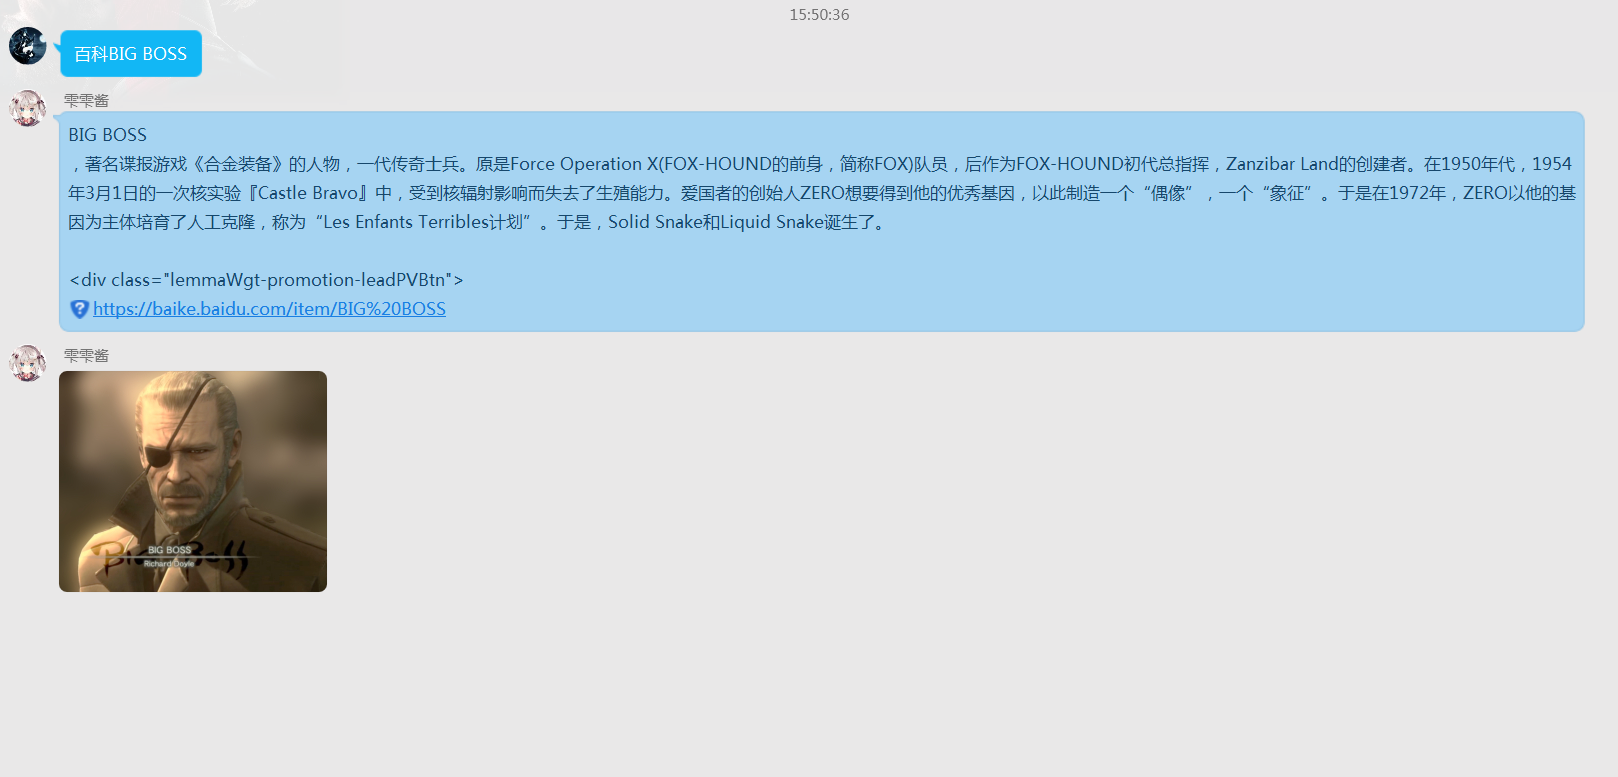 15:50:36
百科BIG BOSS
雫雫酱
BIG BOSS
，著名谍报游戏《合金装备》的人物，一代传奇士兵。原是Force Operation X(FOX-HOUND的前身，简称FOX)队员，后作为FOX-HOUND初代总指挥，Zanzibar Land的创建者。在1950年代，1954
年3月1日的一次核实验『Castle Bravo』中，受到核辐射影响而失去了生殖能力。爱国者的创始人ZERO想要得到他的优秀基因，以此制造一个“偶像”，一个“象征”。于是在1972年，ZERO以他的基
因为主体培育了人工克隆，称为“Les Enfants Terribles计划”。于是，Solid Snake和Liquid Snake诞生了。
<div class="lemmaWgt-promotion-leadPVBtn">
https://baike.baidu.com/item/BIG%20BOSS
雫雫酱
BIG BOSS
Big Boss
Richard Doyle